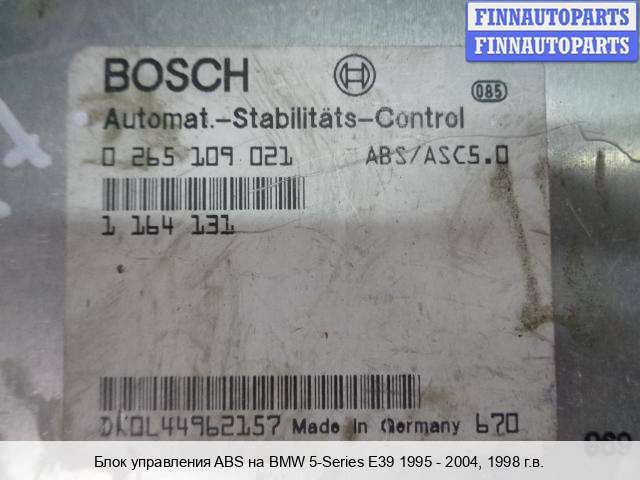 FINNAUTOPARTS
FINNAUTOPARTS
BOSCH
085
Automat.-Stabilitäts-Control
0 265 109 021 ABS/ASC5.0
1 164 131
DKOL44962157 Made in Germany 670
Блок управления ABS на BMW 5-Series E39 1995 - 2004, 1998 г.в.